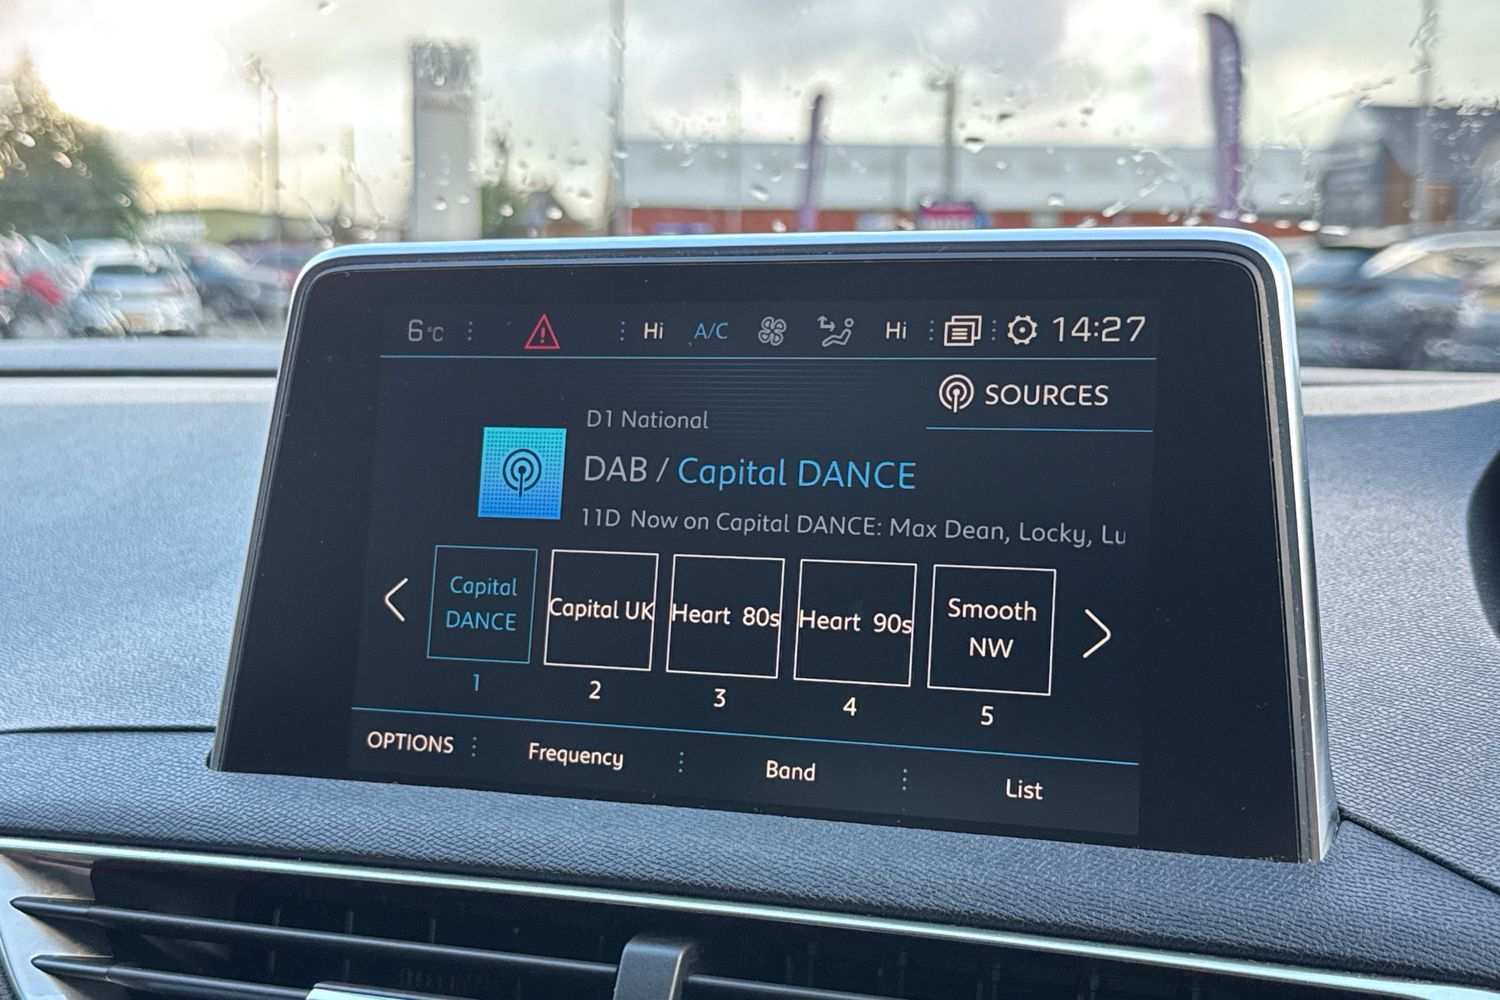 6°C Hi A/C Hi 14:27
SOURCES
D1 National
DAB / Capital DANCE
11D Now on Capital DANCE: Max Dean, Locky, Lu
Capital
DANCE
Capital UK
Heart 80s
Heart 90s
Smooth
NW
1 2 3 4 5
OPTIONS Frequency Band List